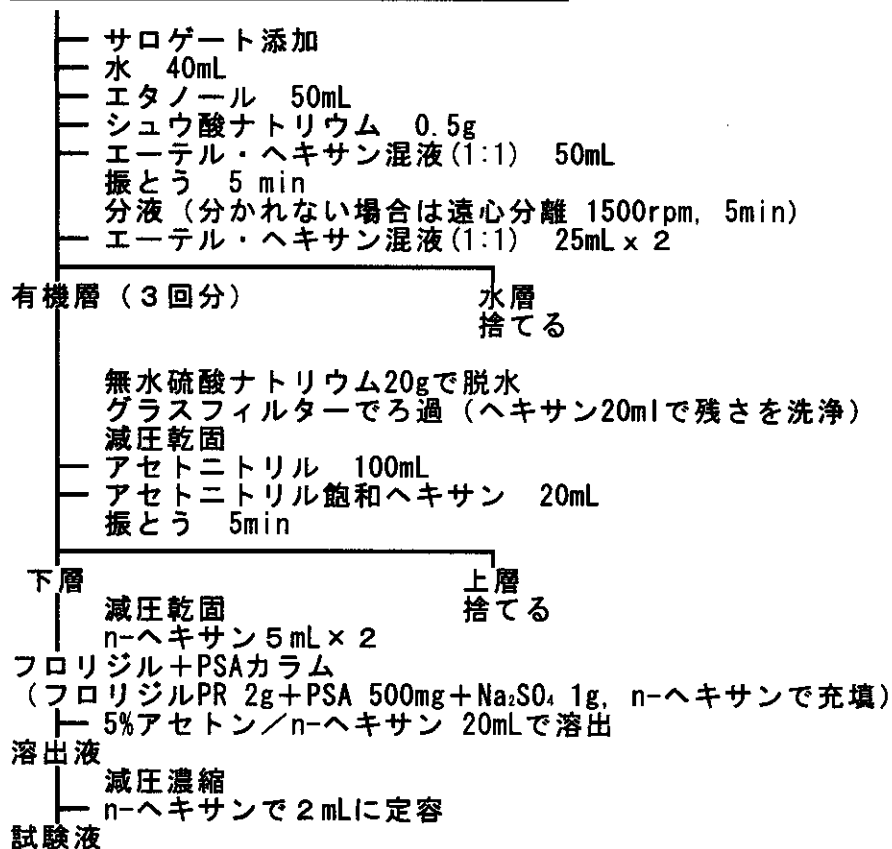 サロゲート添加
水 40mL
エタノール 50mL
シュウ酸ナトリウム 0.5g
エーテル・ヘキサン混液(1:1) 50mL
振とう 5 min
分液(分かれない場合は遠心分離 1500rpm, 5min)
エーテル・ヘキサン混液(1:1) 25mL x 2
有機層(3回分) 水層
捨てる
無水硫酸ナトリウム20gで脱水
グラスフィルターでろ過(ヘキサン20mlで残さを洗浄)
減圧乾固
アセトニトリル 100mL
アセトニトリル飽和ヘキサン 20mL
振とう 5min
下層 上層
減圧乾固 捨てる
n-ヘキサン5mL×2
フロリジル+PSAカラム
(フロリジルPR 2g+PSA 500mg+Na₂SO₄ 1g, n-ヘキサンで充填)
5%アセトン/n-ヘキサン 20mLで溶出
溶出液
減圧濃縮
n-ヘキサンで2mLに定容
試験液